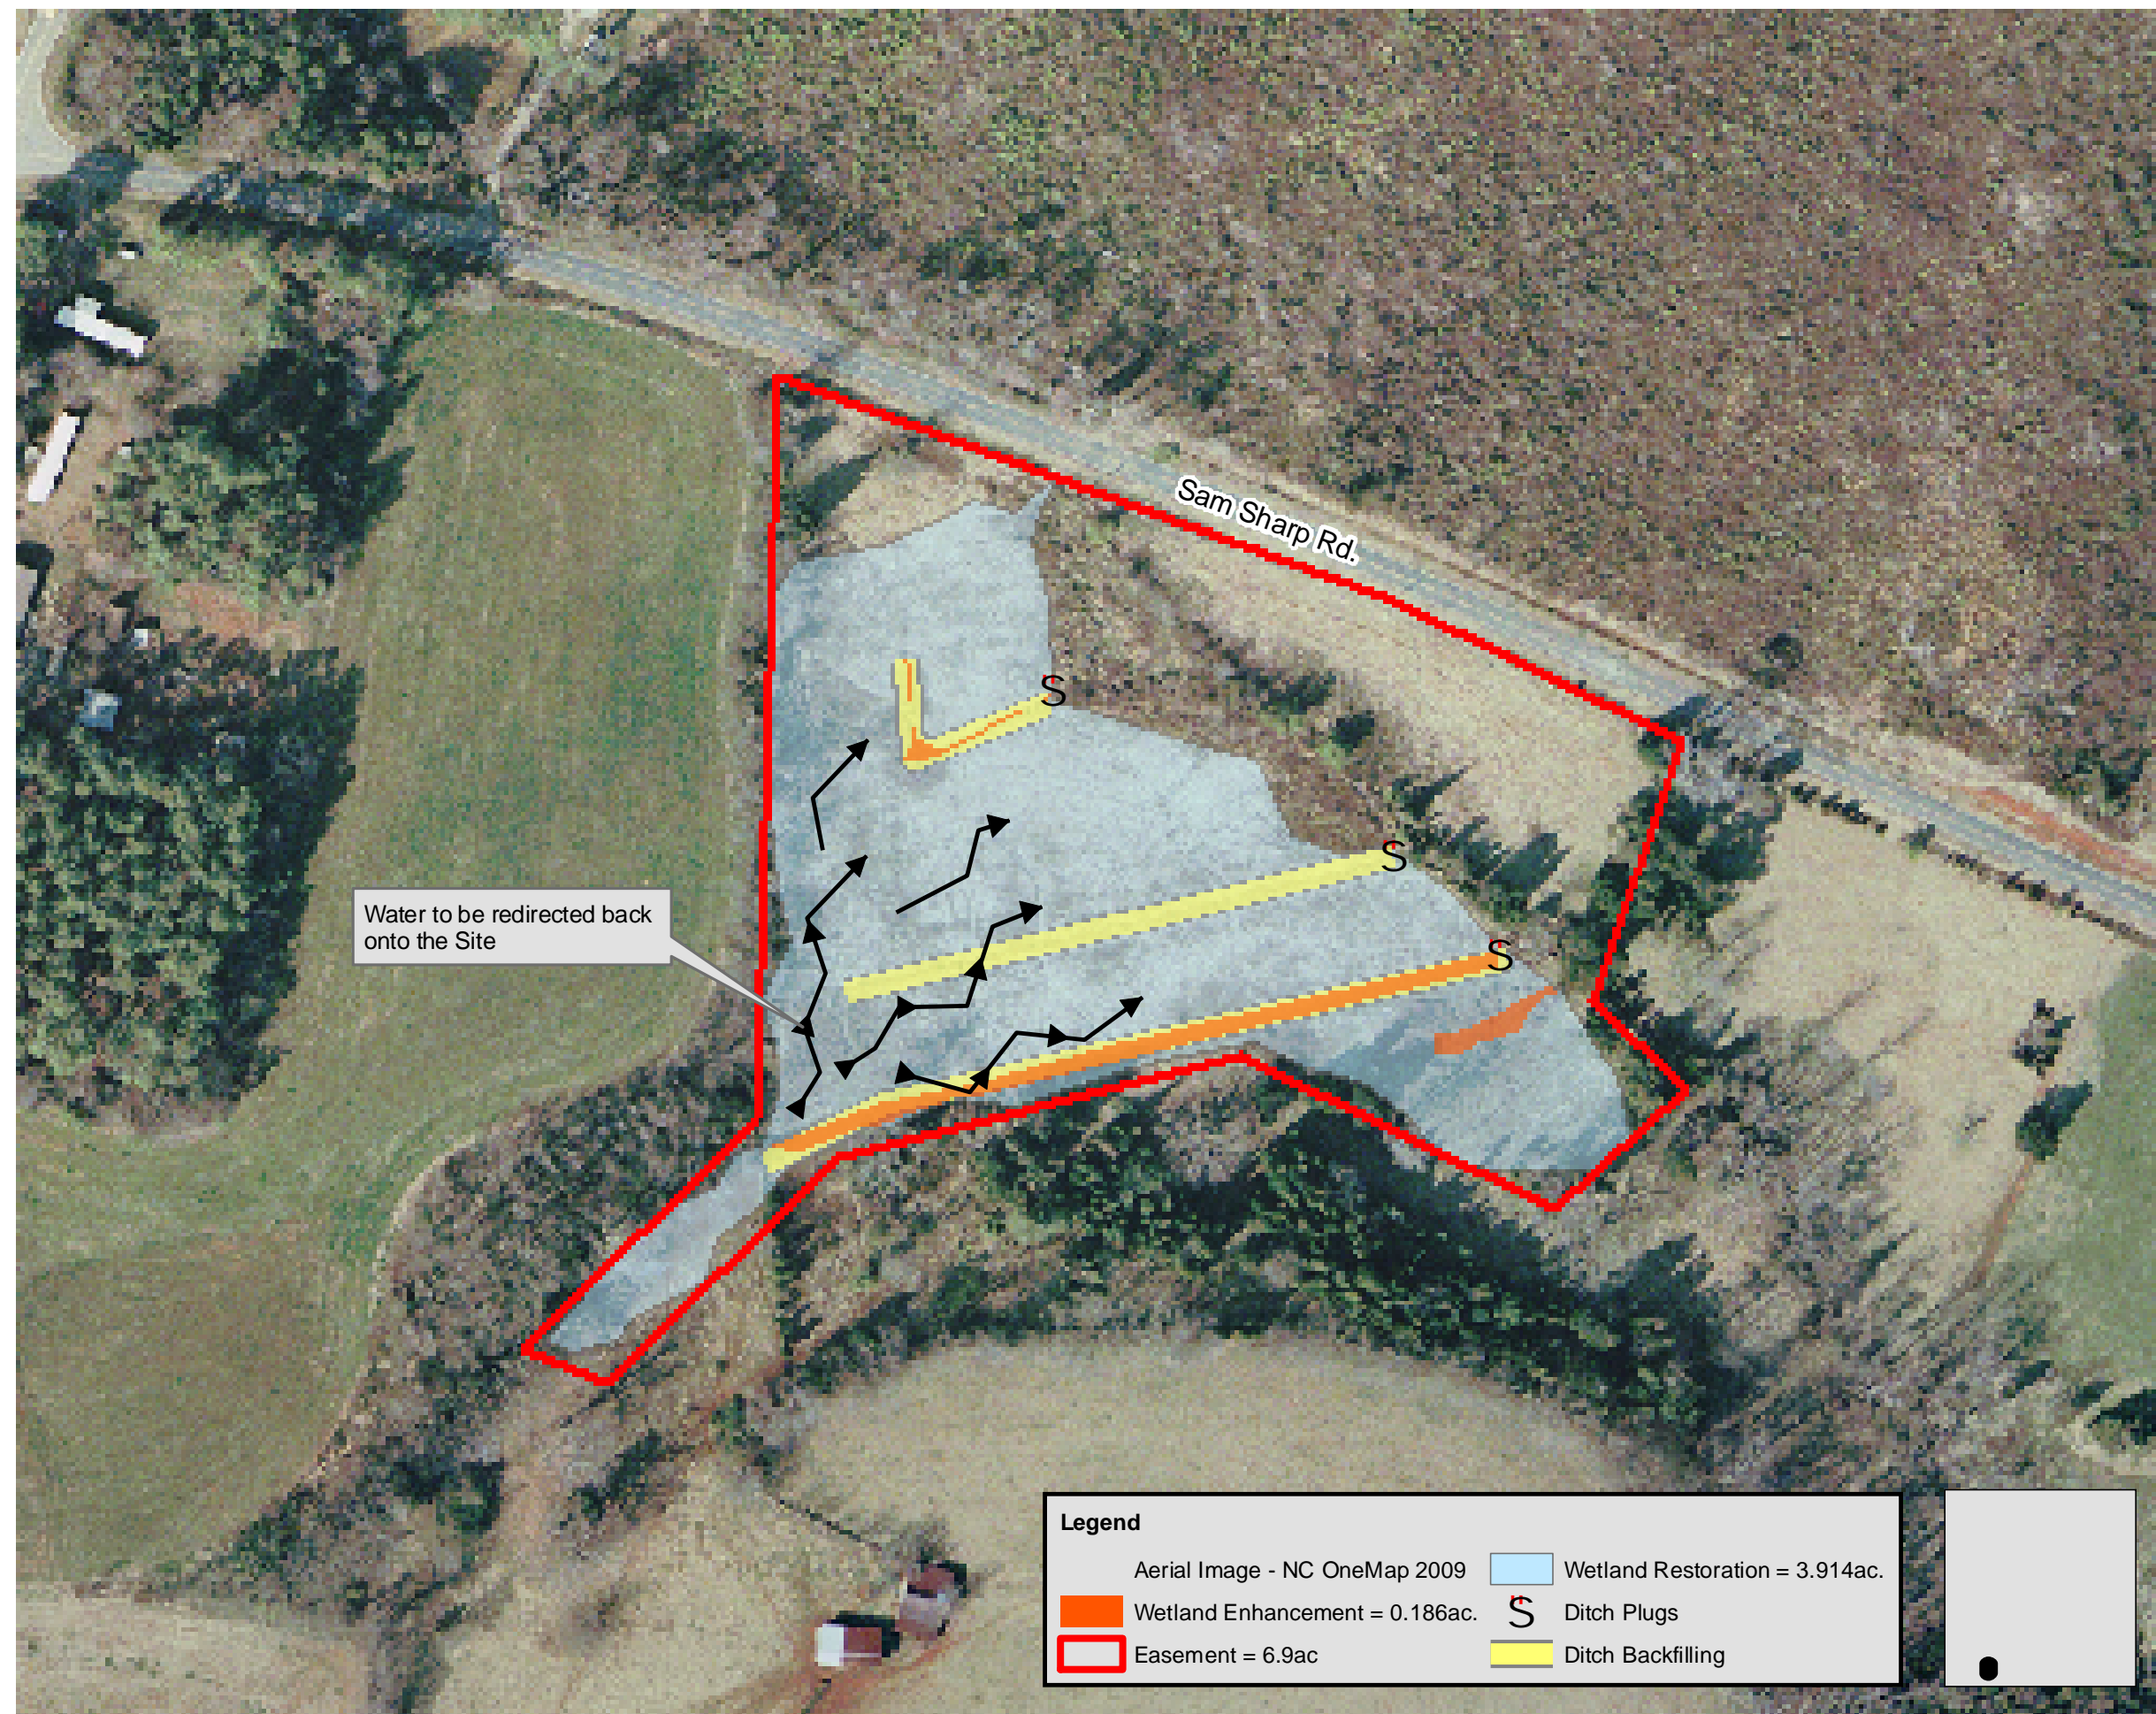 Sam Sharp Rd.
S
S
S
Water to be redirected back
onto the Site
Legend
Aerial Image - NC OneMap 2009
Wetland Restoration = 3.914ac.
Wetland Enhancement = 0.186ac.
S
Ditch Plugs
Easement = 6.9ac
Ditch Backfilling